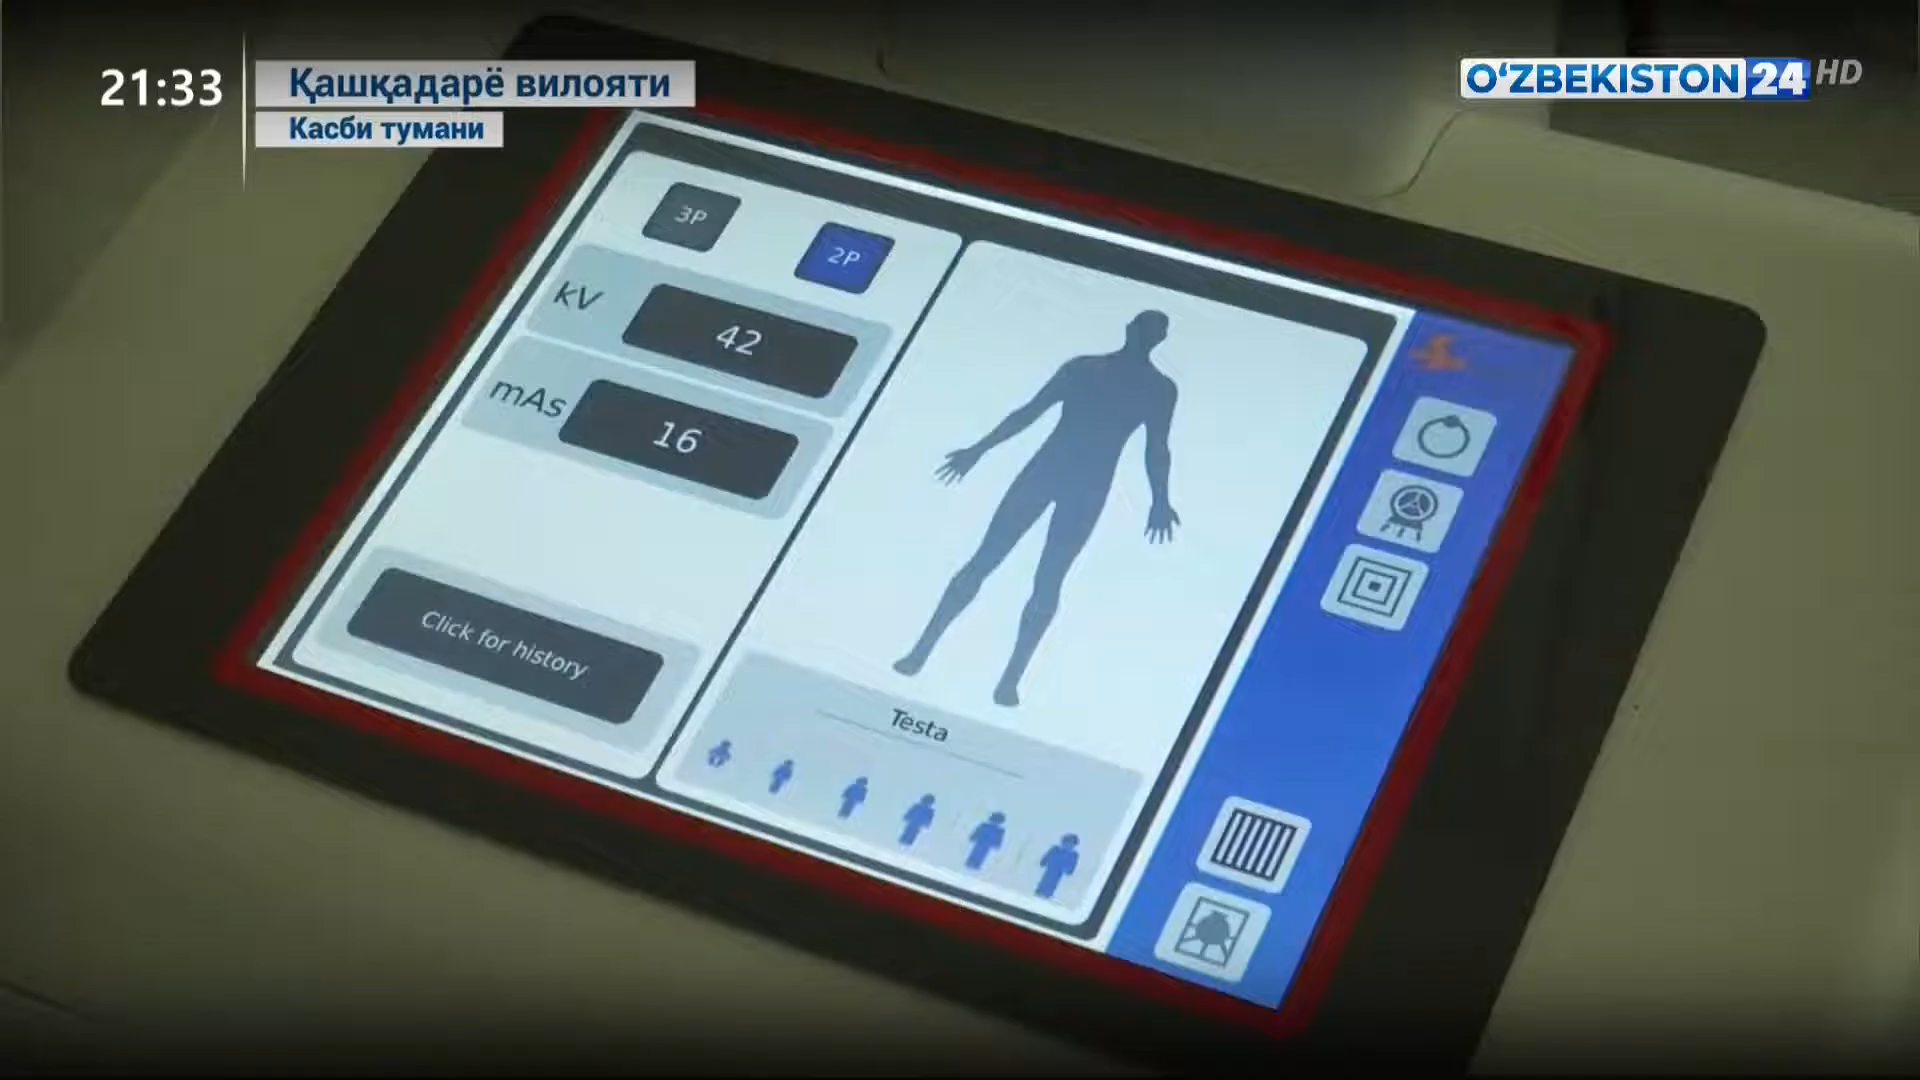 21:33
Қашқадарё вилояти
Касби тумани
O‘ZBEKISTON 24 HD
3P
2P
kV
42
mAs
16
Click for history
Testa